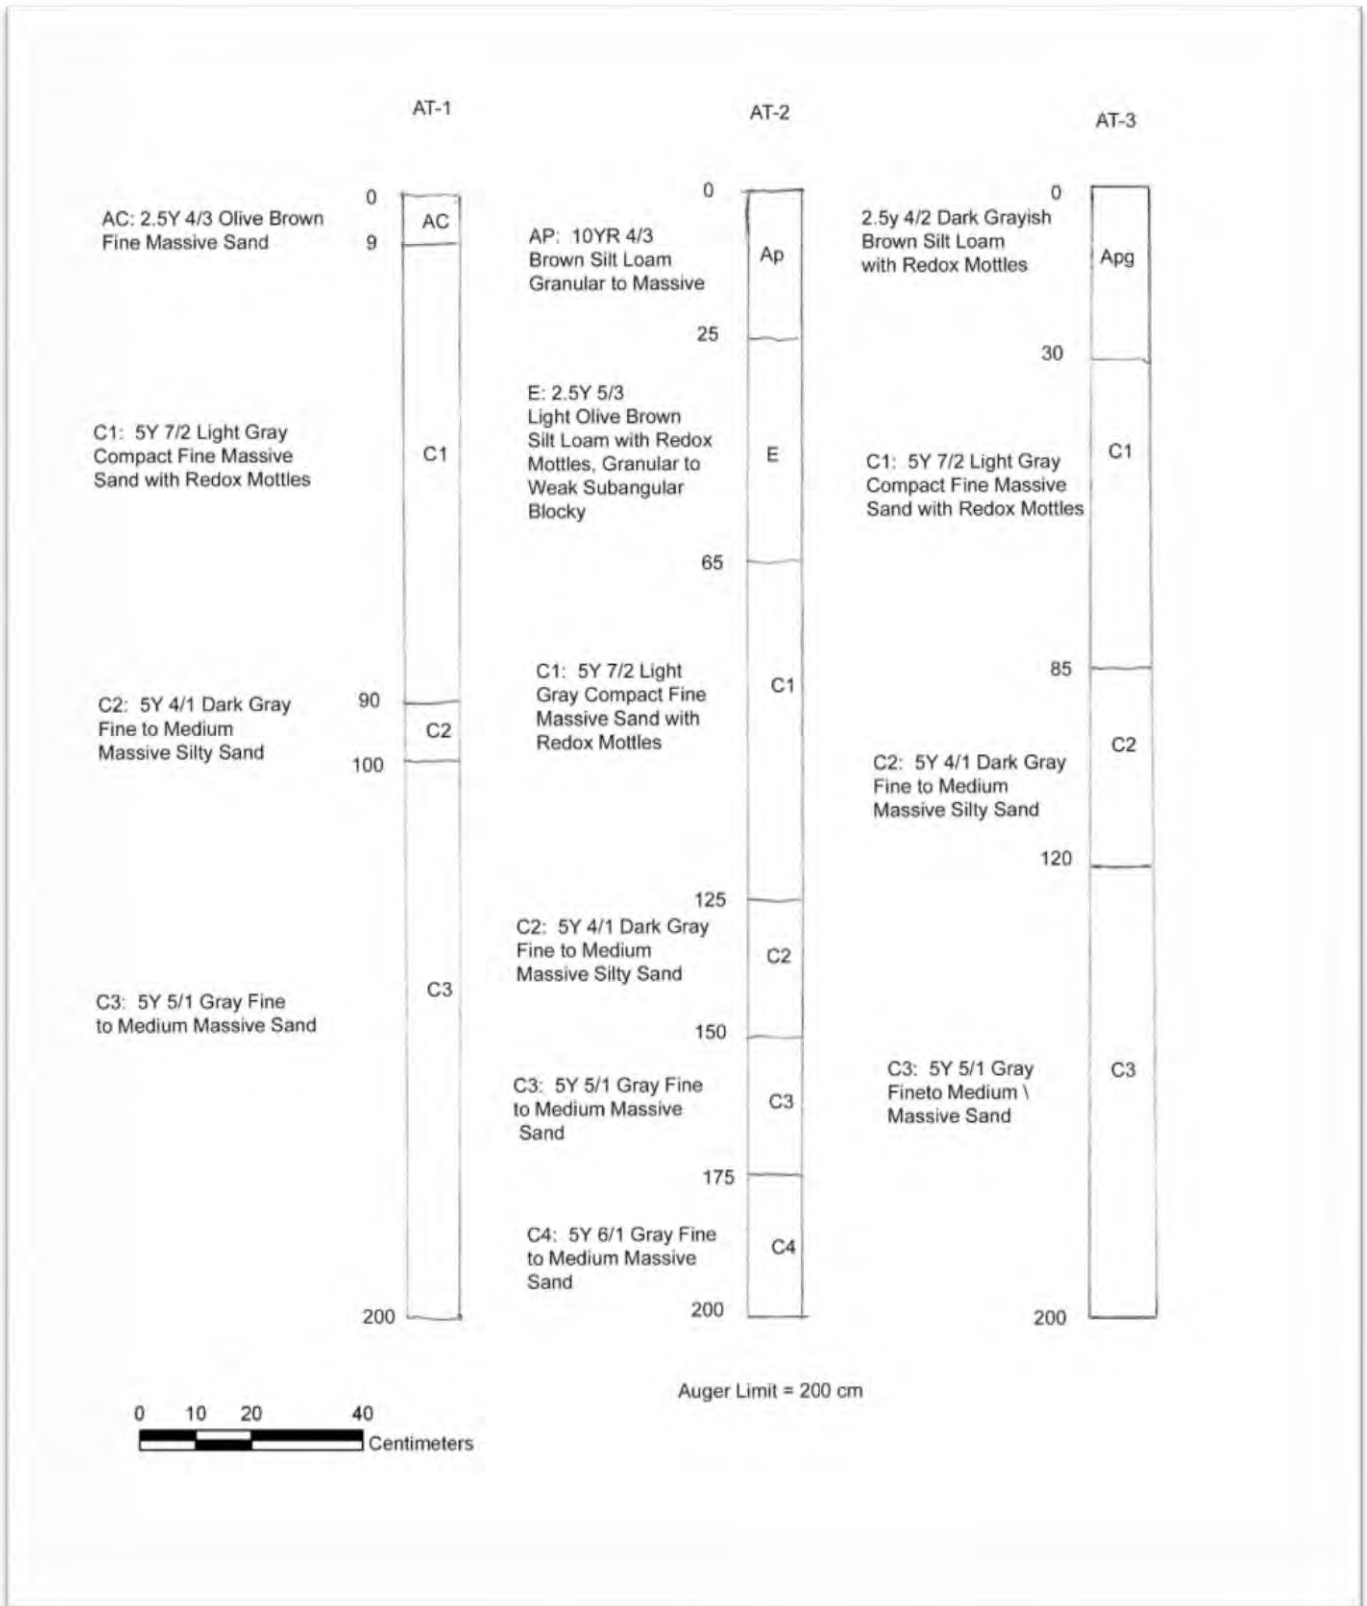 AT-1
0
AC: 2.5Y 4/3 Olive Brown
Fine Massive Sand
AC
9
C1: 5Y 7/2 Light Gray
Compact Fine Massive
Sand with Redox Mottles
C1
90
C2: 5Y 4/1 Dark Gray
Fine to Medium
Massive Silty Sand
C2
100
C3: 5Y 5/1 Gray Fine
to Medium Massive Sand
C3
200
AT-2
0
AP: 10YR 4/3
Brown Silt Loam
Granular to Massive
Ap
25
E: 2.5Y 5/3
Light Olive Brown
Silt Loam with Redox
Mottles, Granular to
Weak Subangular
Blocky
E
65
C1: 5Y 7/2 Light
Gray Compact Fine
Massive Sand with
Redox Mottles
C1
125
C2: 5Y 4/1 Dark Gray
Fine to Medium
Massive Silty Sand
C2
150
C3: 5Y 5/1 Gray Fine
to Medium Massive
Sand
C3
175
C4: 5Y 6/1 Gray Fine
to Medium Massive
Sand
C4
200
AT-3
0
2.5y 4/2 Dark Grayish
Brown Silt Loam
with Redox Mottles
Apg
30
C1: 5Y 7/2 Light Gray
Compact Fine Massive
Sand with Redox Mottles
C1
85
C2: 5Y 4/1 Dark Gray
Fine to Medium
Massive Silty Sand
C2
120
C3: 5Y 5/1 Gray
Fineto Medium \
Massive Sand
C3
200
Auger Limit = 200 cm
0 10 20 40
Centimeters